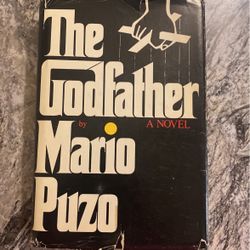 The
Godfather
by
A NOVEL
Mario
Puzo